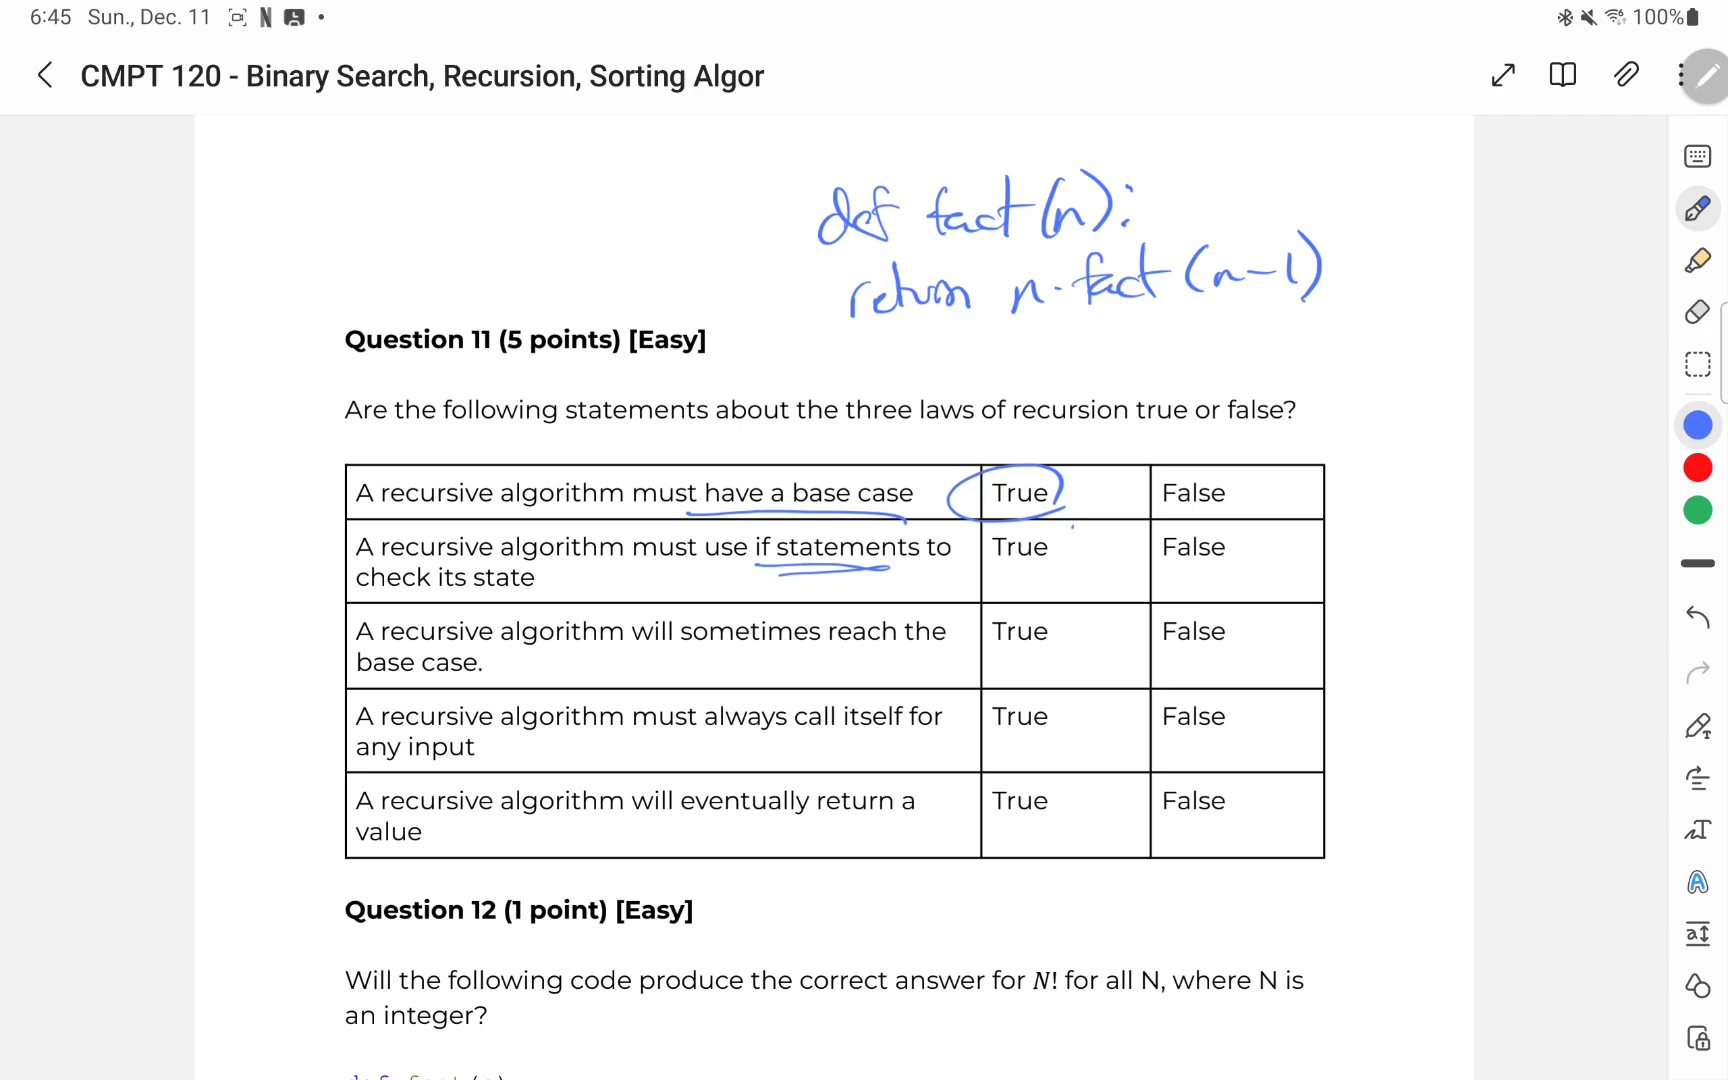 6:45 Sun., Dec. 11 N 100%
CMPT 120 - Binary Search, Recursion, Sorting Algor
def fact(n):
return n·fact(n-1)
Question 11 (5 points) [Easy]
Are the following statements about the three laws of recursion true or false?
A recursive algorithm must have a base case True False
A recursive algorithm must use if statements to True False
check its state
A recursive algorithm will sometimes reach the True False
base case.
A recursive algorithm must always call itself for True False
any input
A recursive algorithm will eventually return a True False
value
Question 12 (1 point) [Easy]
Will the following code produce the correct answer for N! for all N, where N is
an integer?